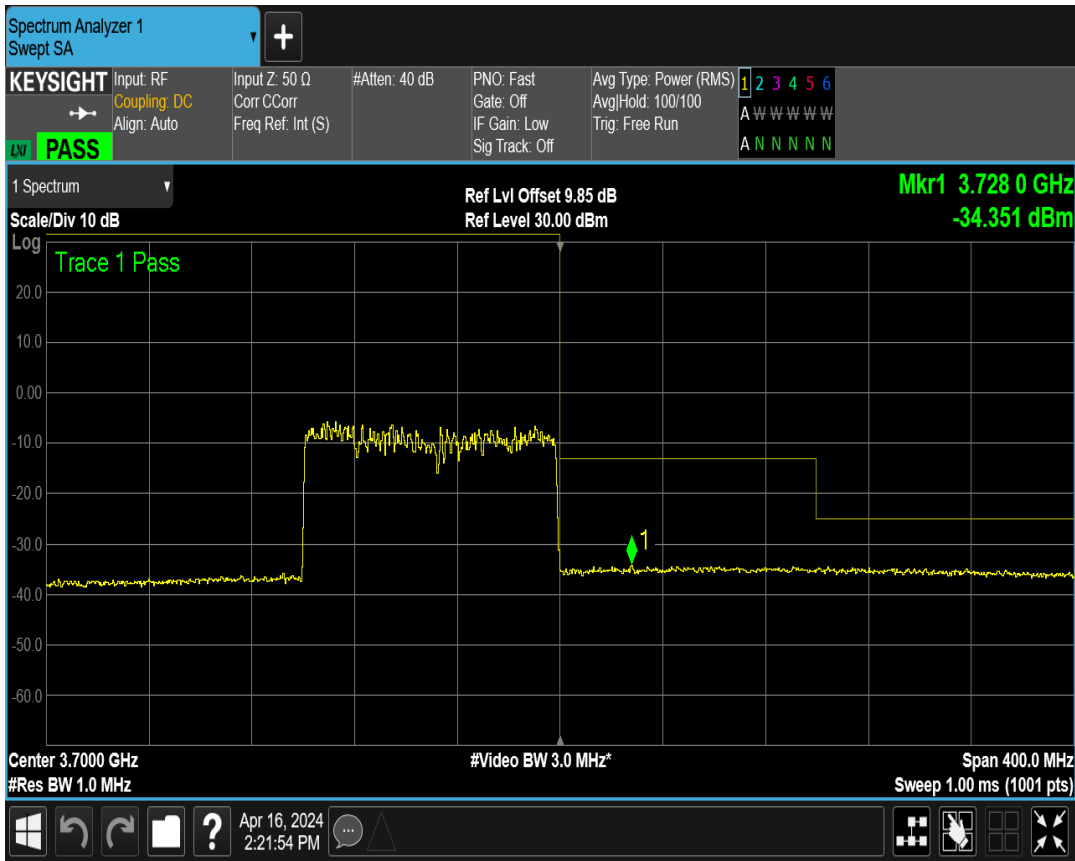 Spectrum Analyzer 1
Swept SA
+
KEYSIGHT
LXI PASS
Input: RF
Coupling: DC
Align: Auto
Input Z: 50 Ω
Corr CCorr
Freq Ref: Int (S)
#Atten: 40 dB
PNO: Fast
Gate: Off
IF Gain: Low
Sig Track: Off
Avg Type: Power (RMS)
Avg|Hold: 100/100
Trig: Free Run
1 2 3 4 5 6
A W W W W W
A N N N N N
1 Spectrum
Scale/Div 10 dB
Ref Lvl Offset 9.85 dB
Ref Level 30.00 dBm
Mkr1 3.728 0 GHz
-34.351 dBm
Log
Trace 1 Pass
20.0
10.0
0.00
-10.0
-20.0
-30.0
1
-40.0
-50.0
-60.0
Center 3.7000 GHz
#Video BW 3.0 MHz*
Span 400.0 MHz
#Res BW 1.0 MHz
Sweep 1.00 ms (1001 pts)
?
Apr 16, 2024
2:21:54 PM